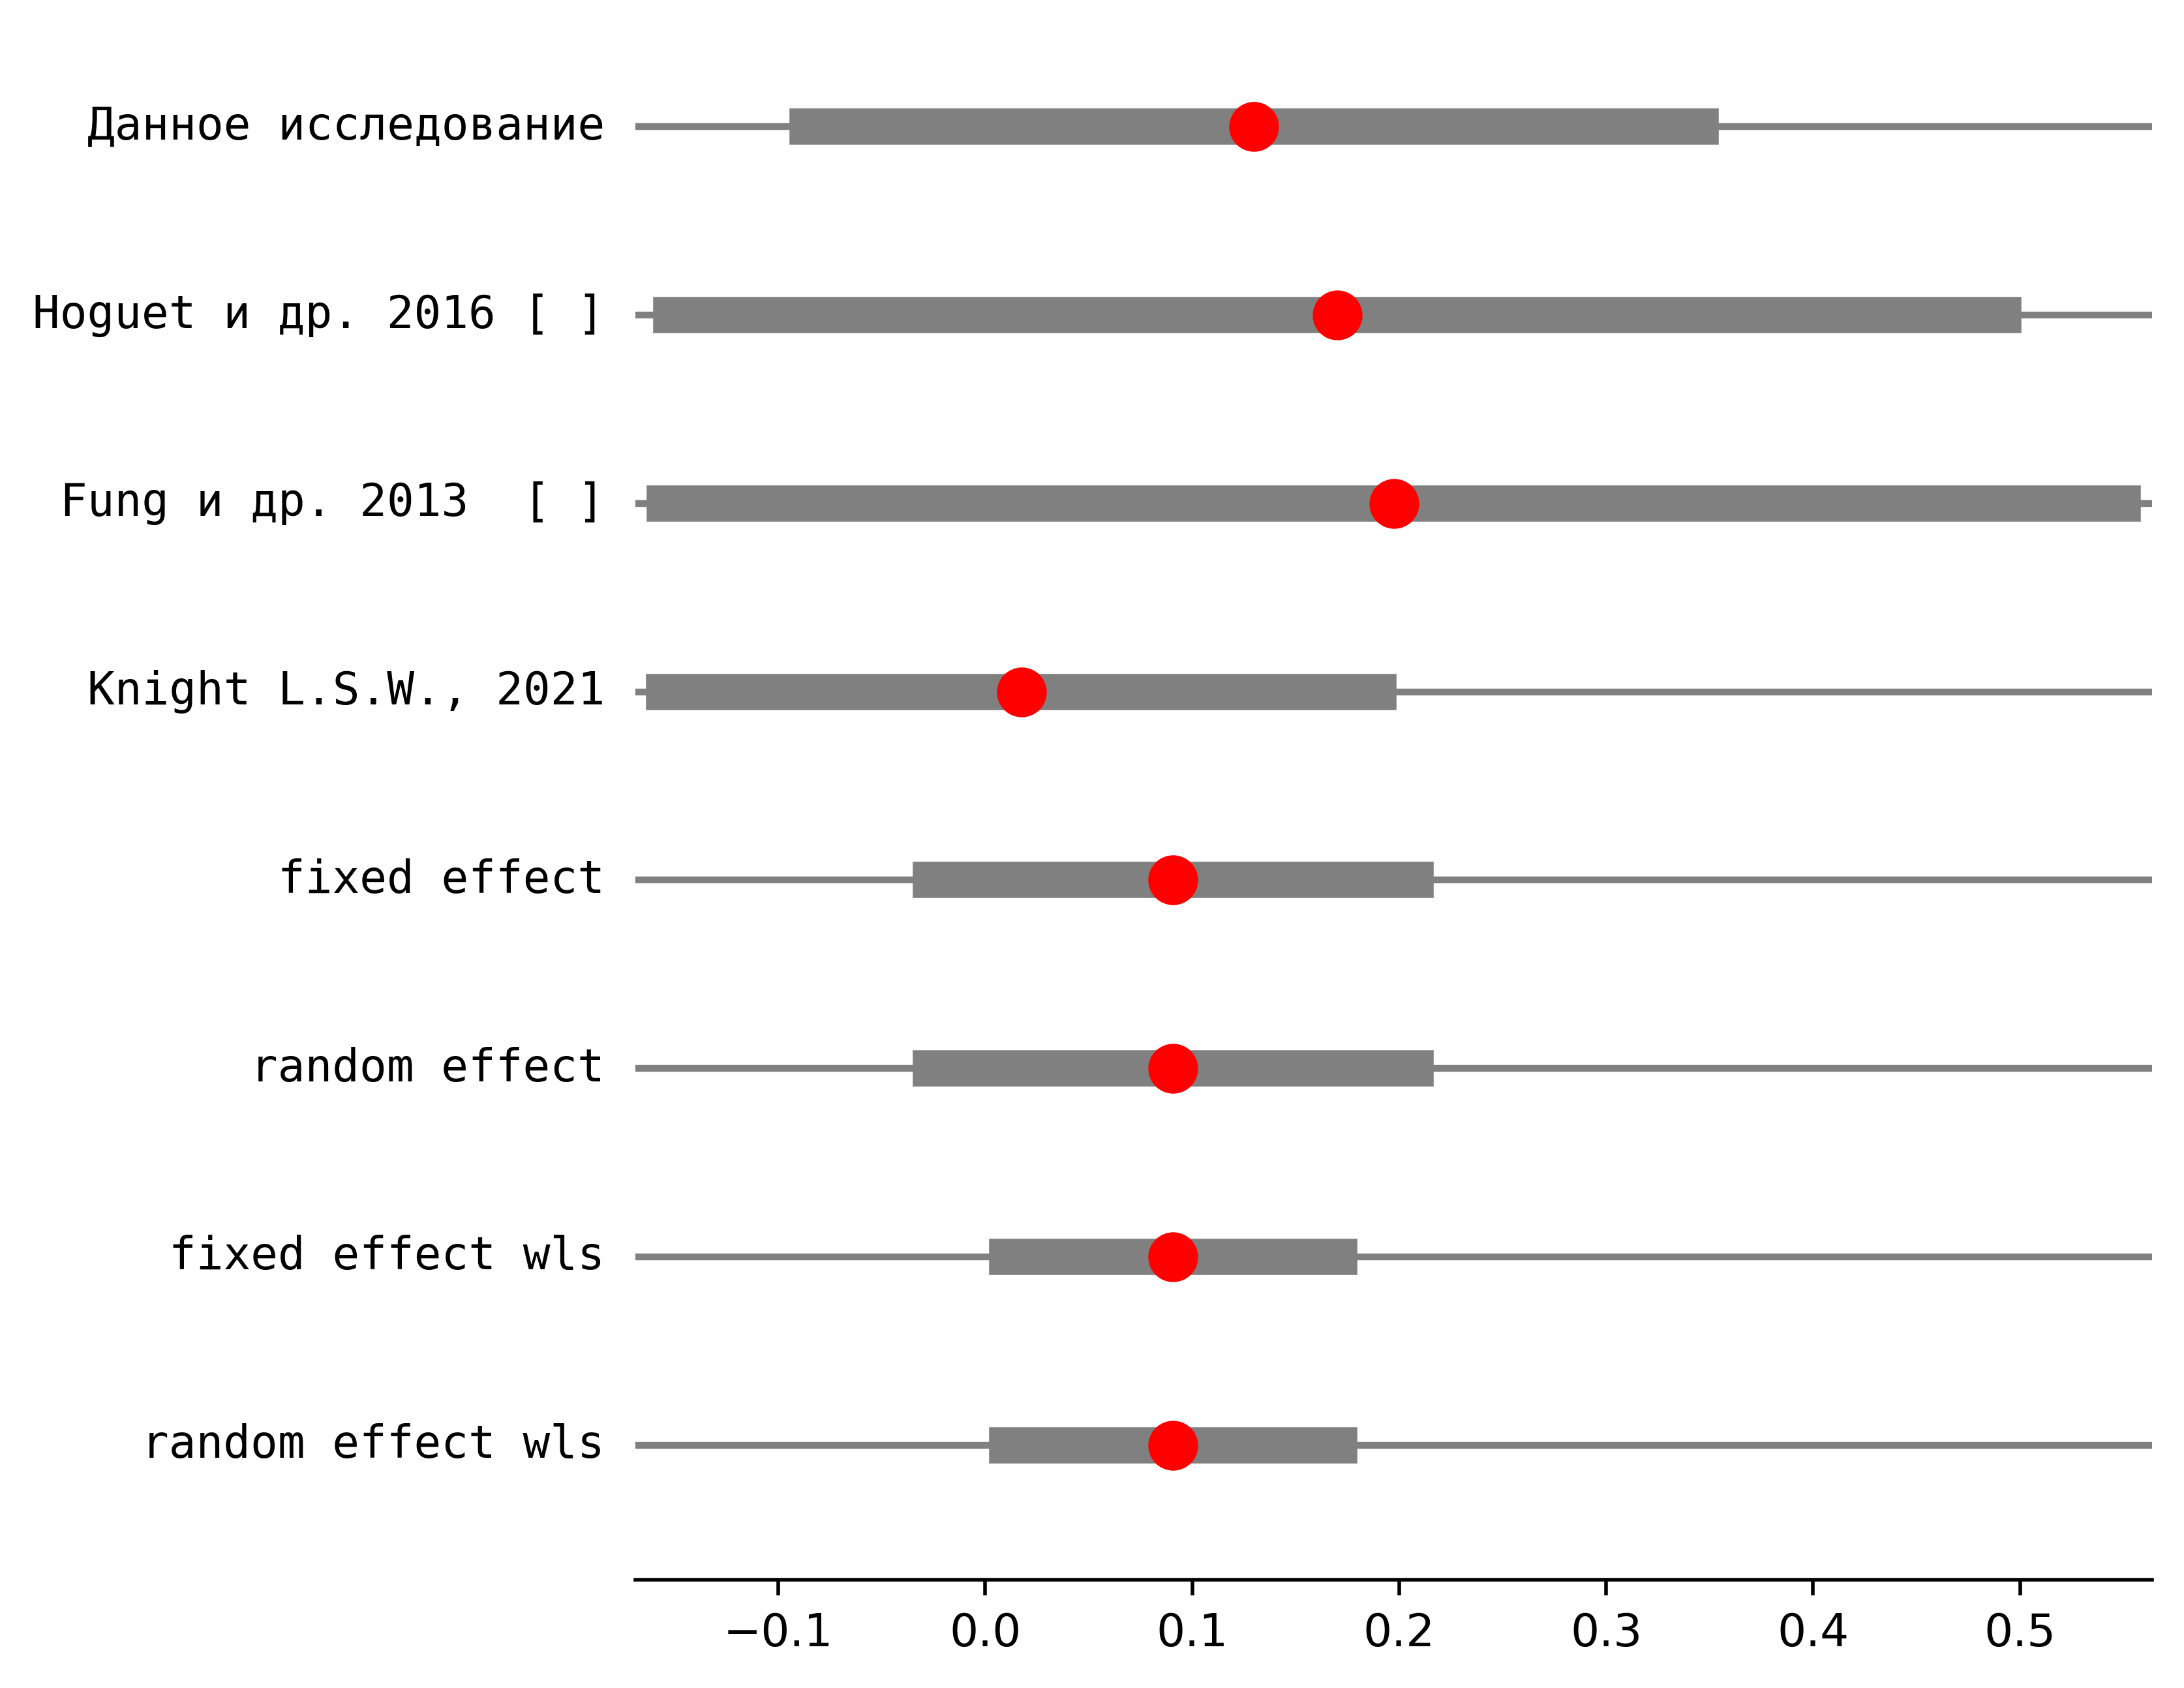 Данное исследование
Hoguet и др. 2016 [ ]
Fung и др. 2013  [ ]
Knight L.S.W., 2021
fixed effect
random effect
fixed effect wls
random effect wls
−0.1 0.0 0.1 0.2 0.3 0.4 0.5